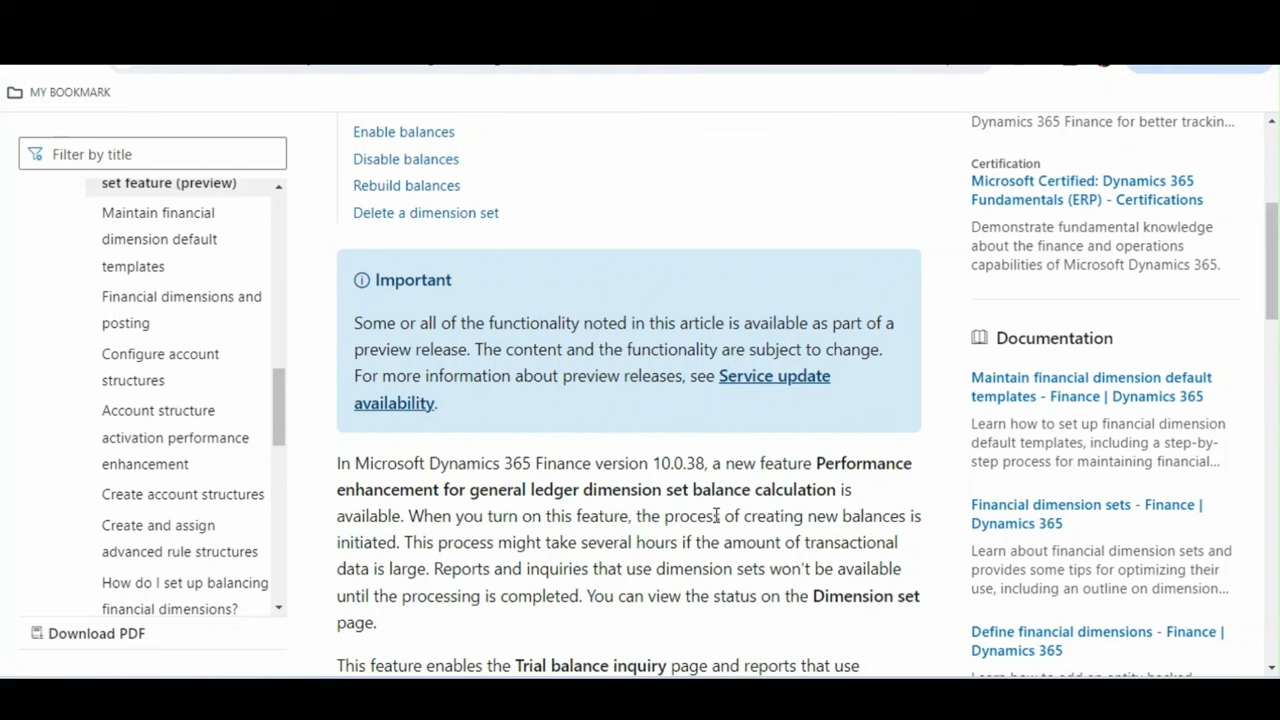 MY BOOKMARK
Filter by title
set feature (preview)
Maintain financial
dimension default
templates
Financial dimensions and
posting
Configure account
structures
Account structure
activation performance
enhancement
Create account structures
Create and assign
advanced rule structures
How do I set up balancing
financial dimensions?
Download PDF
Enable balances
Disable balances
Rebuild balances
Delete a dimension set
Important
Some or all of the functionality noted in this article is available as part of a
preview release. The content and the functionality are subject to change.
For more information about preview releases, see Service update
availability.
In Microsoft Dynamics 365 Finance version 10.0.38, a new feature Performance
enhancement for general ledger dimension set balance calculation is
available. When you turn on this feature, the process of creating new balances is
initiated. This process might take several hours if the amount of transactional
data is large. Reports and inquiries that use dimension sets won't be available
until the processing is completed. You can view the status on the Dimension set
page.
This feature enables the Trial balance inquiry page and reports that use
Dynamics 365 Finance for better trackin...
Certification
Microsoft Certified: Dynamics 365
Fundamentals (ERP) - Certifications
Demonstrate fundamental knowledge
about the finance and operations
capabilities of Microsoft Dynamics 365.
Documentation
Maintain financial dimension default
templates - Finance | Dynamics 365
Learn how to set up financial dimension
default templates, including a step-by-
step process for maintaining financial...
Financial dimension sets - Finance |
Dynamics 365
Learn about financial dimension sets and
provides some tips for optimizing their
use, including an outline on dimension...
Define financial dimensions - Finance |
Dynamics 365